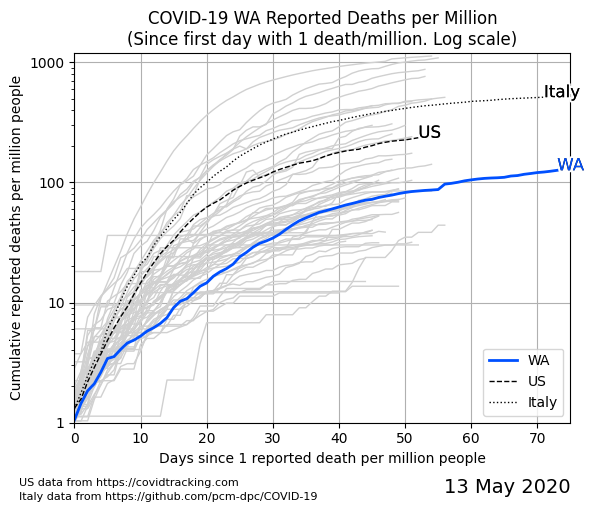 COVID-19 WA Reported Deaths per Million
(Since first day with 1 death/million. Log scale)
Cumulative reported deaths per million people
1000
100
10
1
Italy
US
WA
WA
US
Italy
0 10 20 30 40 50 60 70
Days since 1 reported death per million people
US data from https://covidtracking.com
Italy data from https://github.com/pcm-dpc/COVID-19
13 May 2020